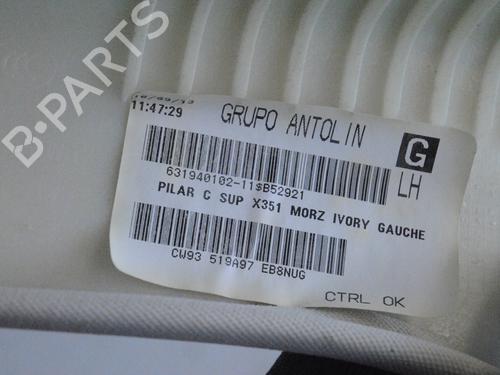 B-PARTS
11:47:29
GRUPO ANTOLIN
G
LH
631940102-11$B52921
PILAR C SUP X351 MORZ IVORY GAUCHE
CW93 519A97 EB8NUG
CTRL OK